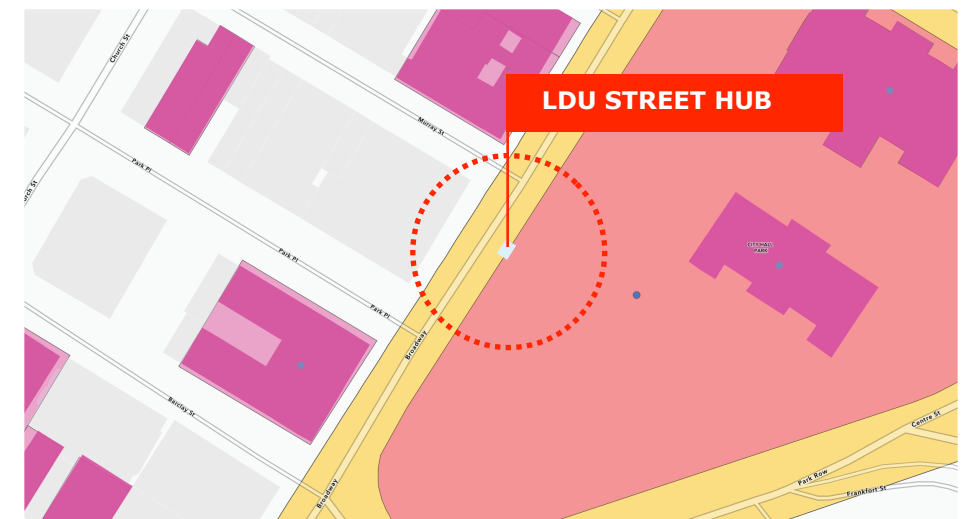 Church St
Murray St
LDU STREET HUB
Park Pl
Park Pl
Park Pl
CITY HALL
PARK
Broadway
Barclay St
Broadway
Centre St
Park Row
Frankfort St